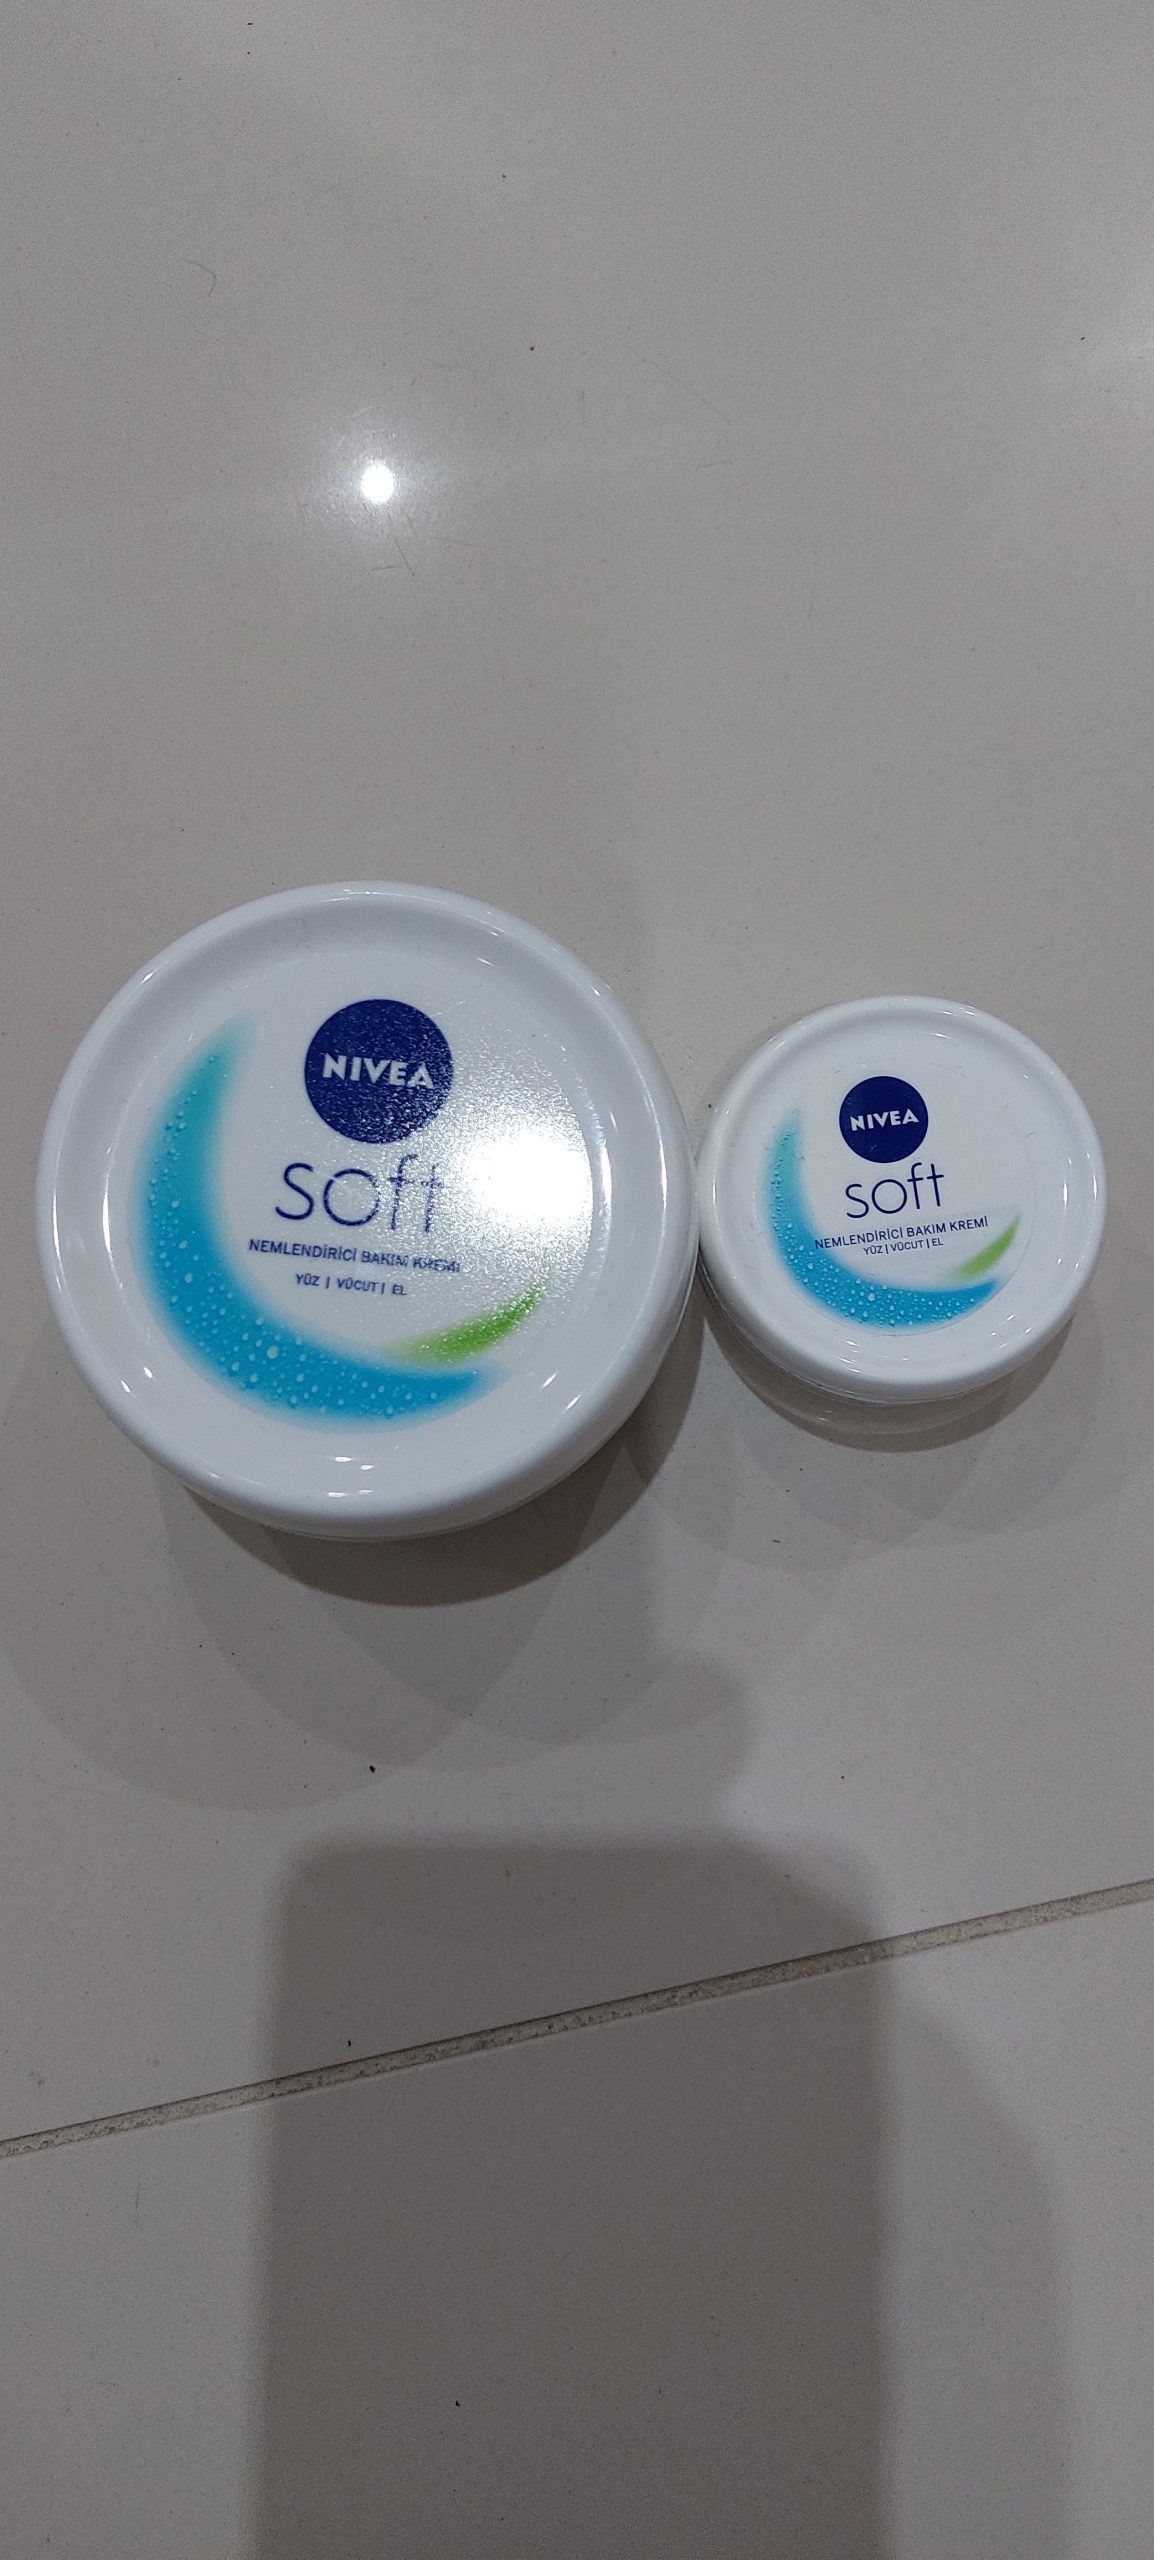 NIVEA
soft
NEMLENDİRİCİ BAKIM KREMİ
YÜZ | VÜCUT | EL
NIVEA
soft
NEMLENDİRİCİ BAKIM KREMİ
YÜZ | VÜCUT | EL